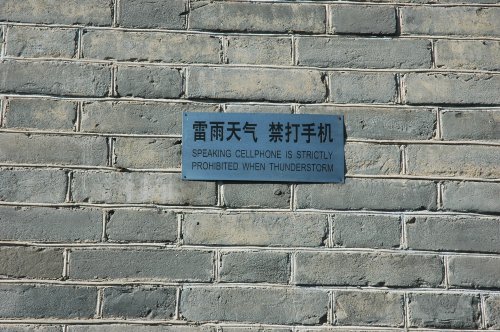 雷雨天气 禁打手机
SPEAKING CELLPHONE IS STRICTLY
PROHIBITED WHEN THUNDERSTORM